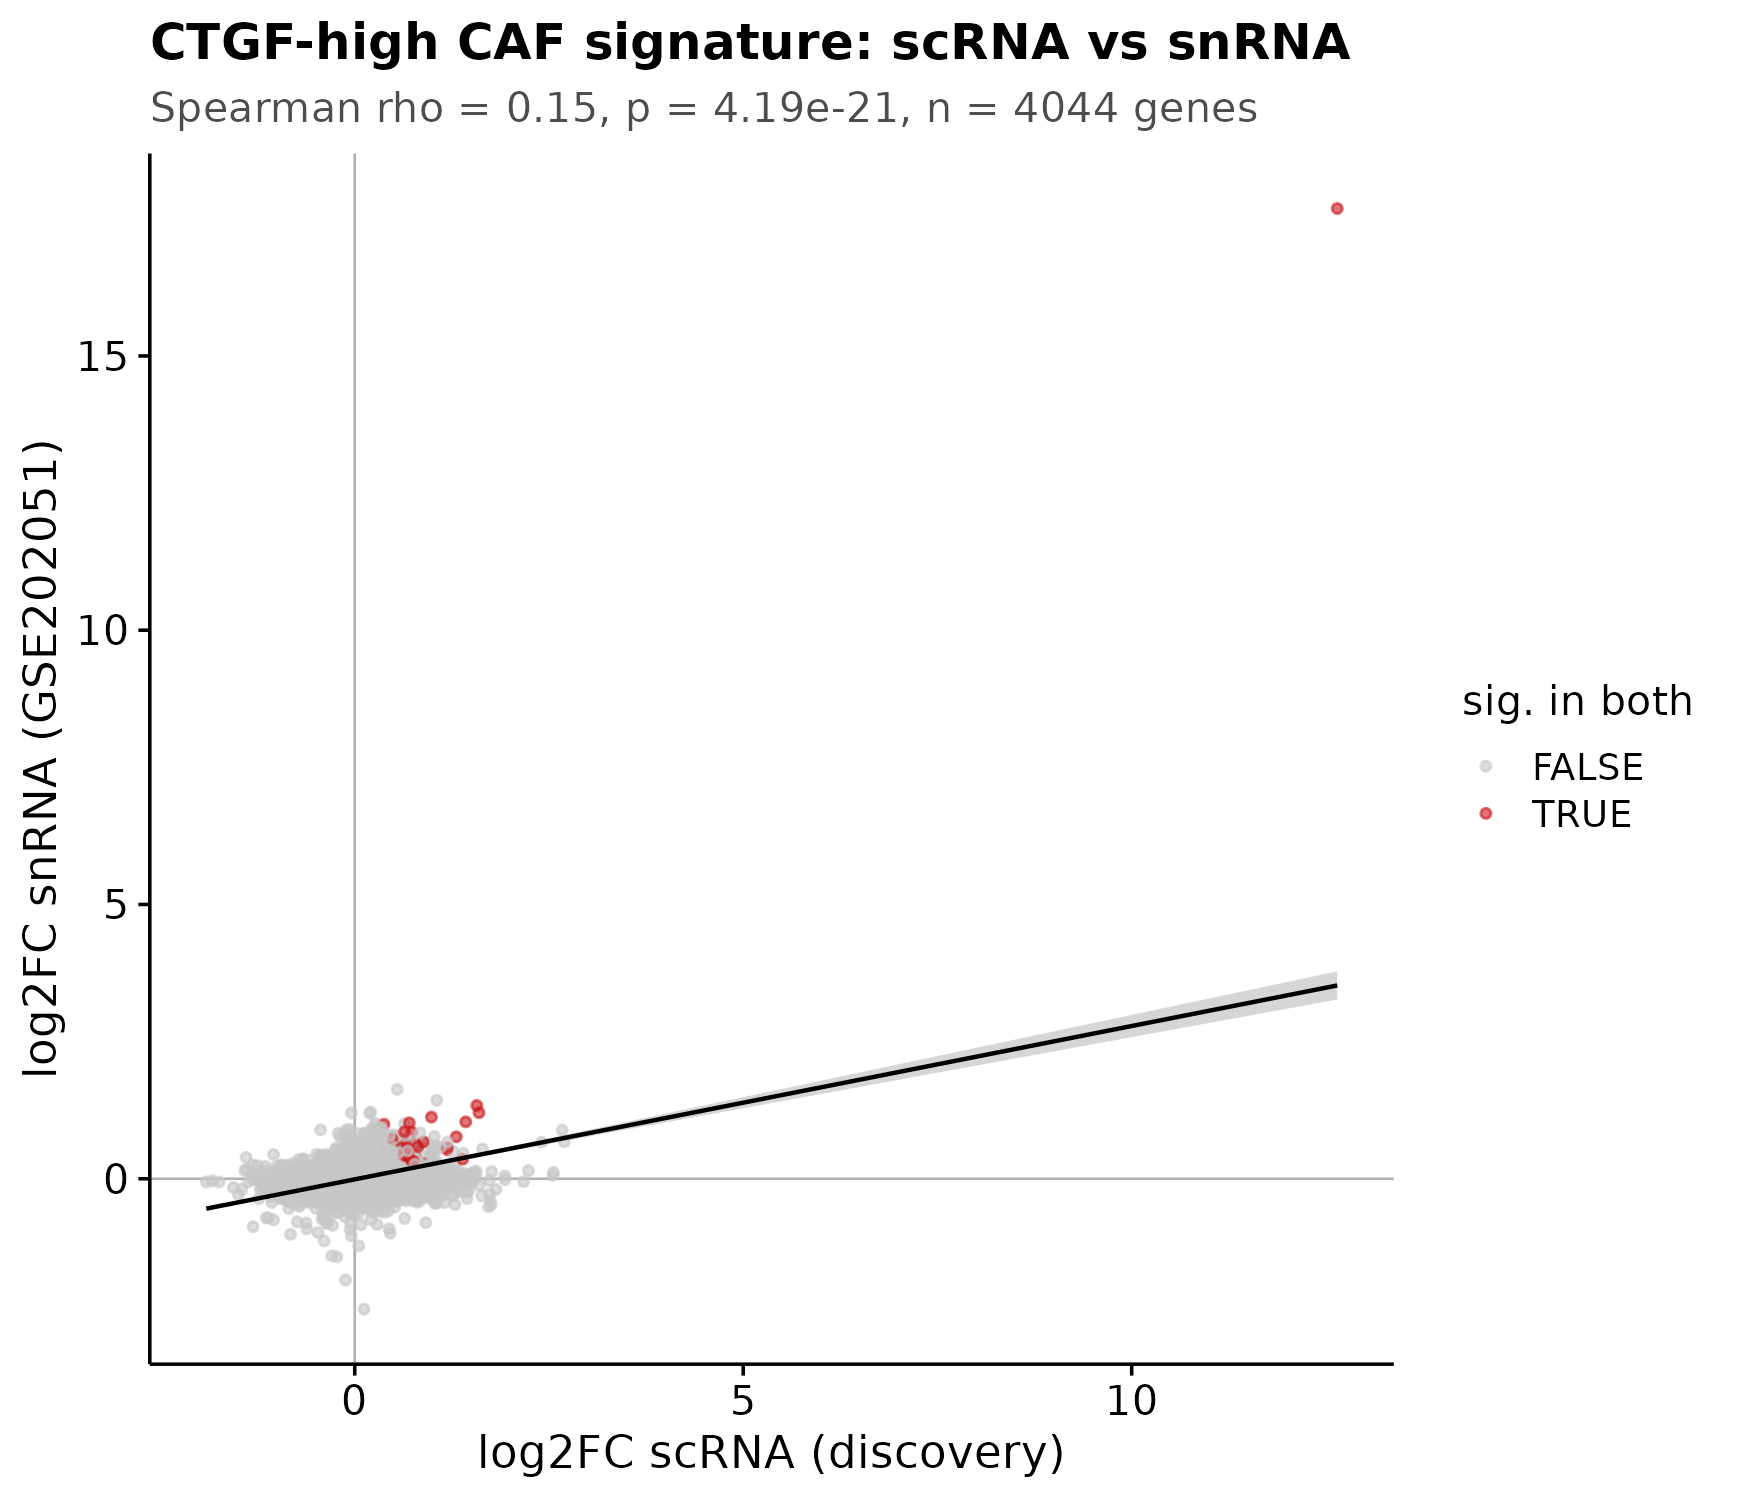 CTGF-high CAF signature: scRNA vs snRNA
Spearman rho = 0.15, p = 4.19e-21, n = 4044 genes
log2FC snRNA (GSE202051)
15
10
5
0
0
5
10
log2FC scRNA (discovery)
sig. in both
FALSE
TRUE